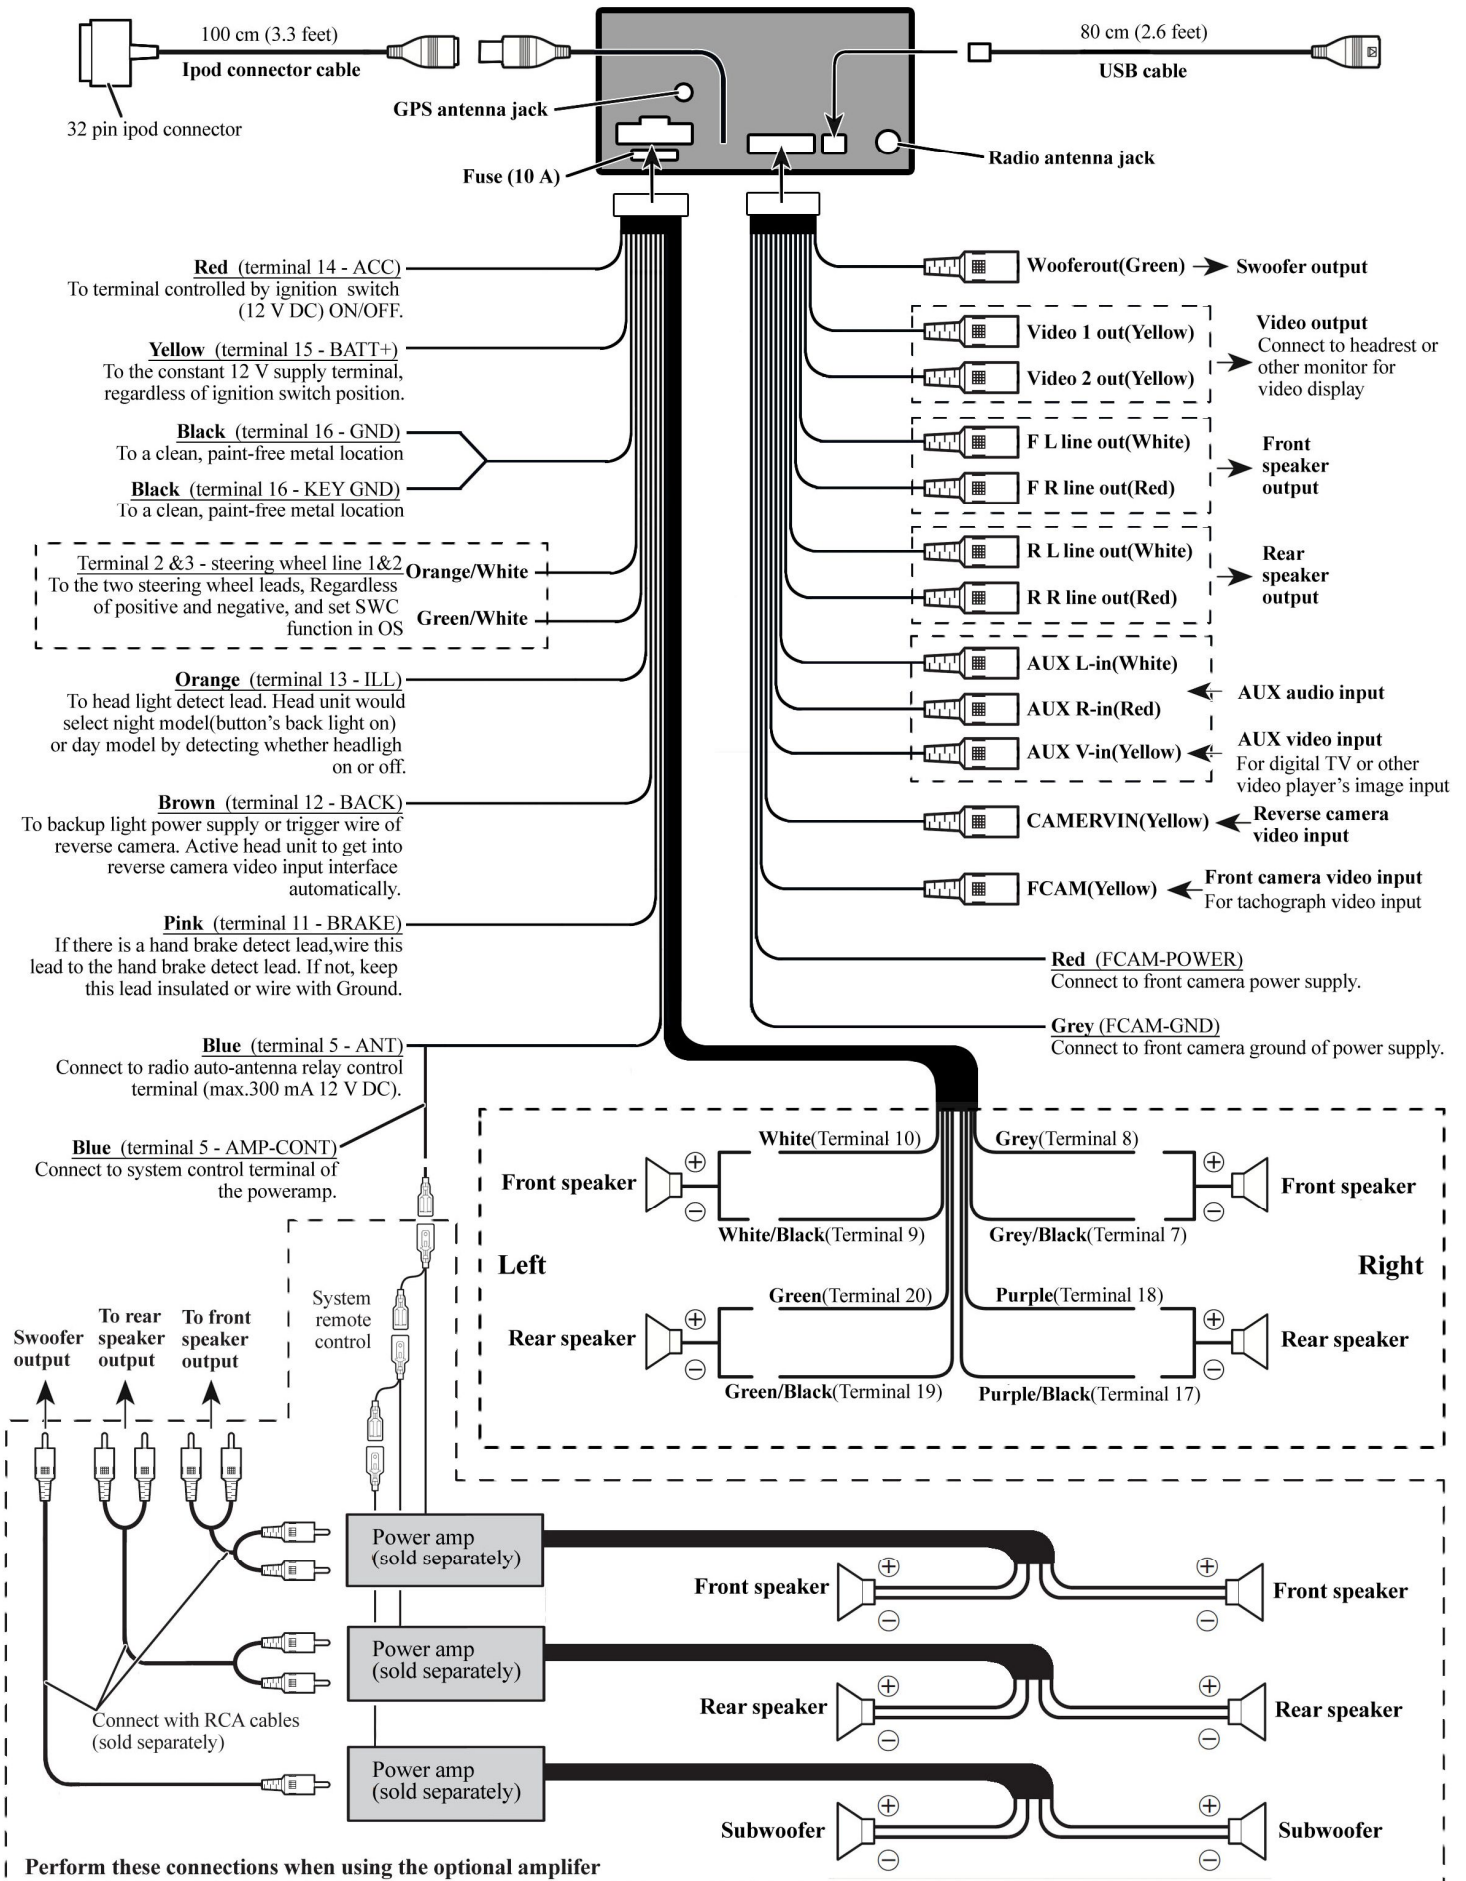 100 cm (3.3 feet)
Ipod connector cable
32 pin ipod connector
80 cm (2.6 feet)
USB cable
GPS antenna jack
Fuse (10 A)
Radio antenna jack
Red (terminal 14 - ACC)
To terminal controlled by ignition switch
(12 V DC) ON/OFF.
Yellow (terminal 15 - BATT+)
To the constant 12 V supply terminal,
regardless of ignition switch position.
Black (terminal 16 - GND)
To a clean, paint-free metal location
Black (terminal 16 - KEY GND)
To a clean, paint-free metal location
Terminal 2 &3 - steering wheel line 1&2
To the two steering wheel leads, Regardless
of positive and negative, and set SWC
function in OS
Orange/White
Green/White
Orange (terminal 13 - ILL)
To head light detect lead. Head unit would
select night model(button's back light on)
or day model by detecting whether headligh
on or off.
Brown (terminal 12 - BACK)
To backup light power supply or trigger wire of
reverse camera. Active head unit to get into
reverse camera video input interface
automatically.
Pink (terminal 11 - BRAKE)
If there is a hand brake detect lead,wire this
lead to the hand brake detect lead. If not, keep
this lead insulated or wire with Ground.
Blue (terminal 5 - ANT)
Connect to radio auto-antenna relay control
terminal (max.300 mA 12 V DC).
Blue (terminal 5 - AMP-CONT)
Connect to system control terminal of
the poweramp.
Wooferout(Green)
Swoofer output
Video 1 out(Yellow)
Video 2 out(Yellow)
Video output
Connect to headrest or
other monitor for
video display
F L line out(White)
F R line out(Red)
Front
speaker
output
R L line out(White)
R R line out(Red)
Rear
speaker
output
AUX L-in(White)
AUX R-in(Red)
AUX audio input
AUX V-in(Yellow)
AUX video input
For digital TV or other
video player's image input
CAMERVIN(Yellow)
Reverse camera
video input
FCAM(Yellow)
Front camera video input
For tachograph video input
Red (FCAM-POWER)
Connect to front camera power supply.
Grey (FCAM-GND)
Connect to front camera ground of power supply.
White(Terminal 10)
Grey(Terminal 8)
Front speaker
+
−
+
−
Front speaker
White/Black(Terminal 9)
Grey/Black(Terminal 7)
Left
Right
Green(Terminal 20)
Purple(Terminal 18)
Rear speaker
+
−
+
−
Rear speaker
Green/Black(Terminal 19)
Purple/Black(Terminal 17)
System
remote
control
Swoofer
output
To rear
speaker
output
To front
speaker
output
Power amp
(sold separately)
Front speaker
+
−
+
−
Front speaker
Power amp
(sold separately)
Rear speaker
+
−
+
−
Rear speaker
Connect with RCA cables
(sold separately)
Power amp
(sold separately)
Subwoofer
+
−
+
−
Subwoofer
Perform these connections when using the optional amplifer